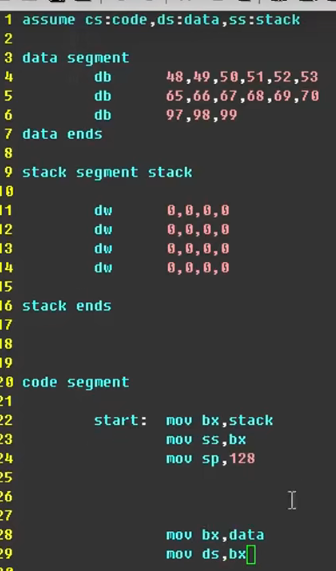 1 assume cs:code,ds:data,ss:stack
2
3 data segment
4 db 48,49,50,51,52,53
5 db 65,66,67,68,69,70
6 db 97,98,99
7 data ends
8
9 stack segment stack
10
11 dw 0,0,0,0
12 dw 0,0,0,0
13 dw 0,0,0,0
14 dw 0,0,0,0
15
16 stack ends
17
18
19
20 code segment
21
22 start: mov bx,stack
23 mov ss,bx
24 mov sp,128
25
26
27
28 mov bx,data
29 mov ds,bx